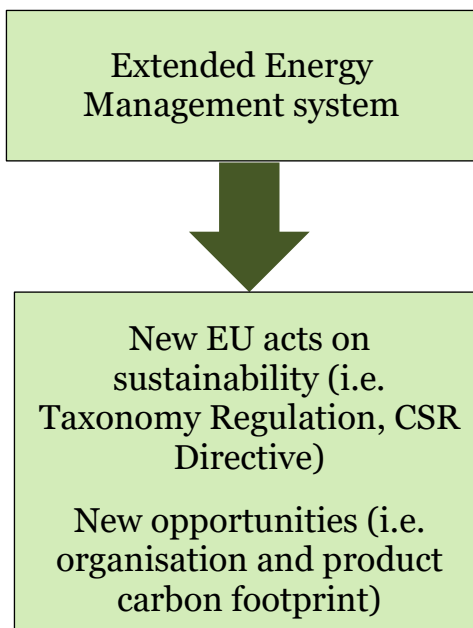 Extended Energy
Management system
New EU acts on
sustainability (i.e.
Taxonomy Regulation, CSR
Directive)
New opportunities (i.e.
organisation and product
carbon footprint)